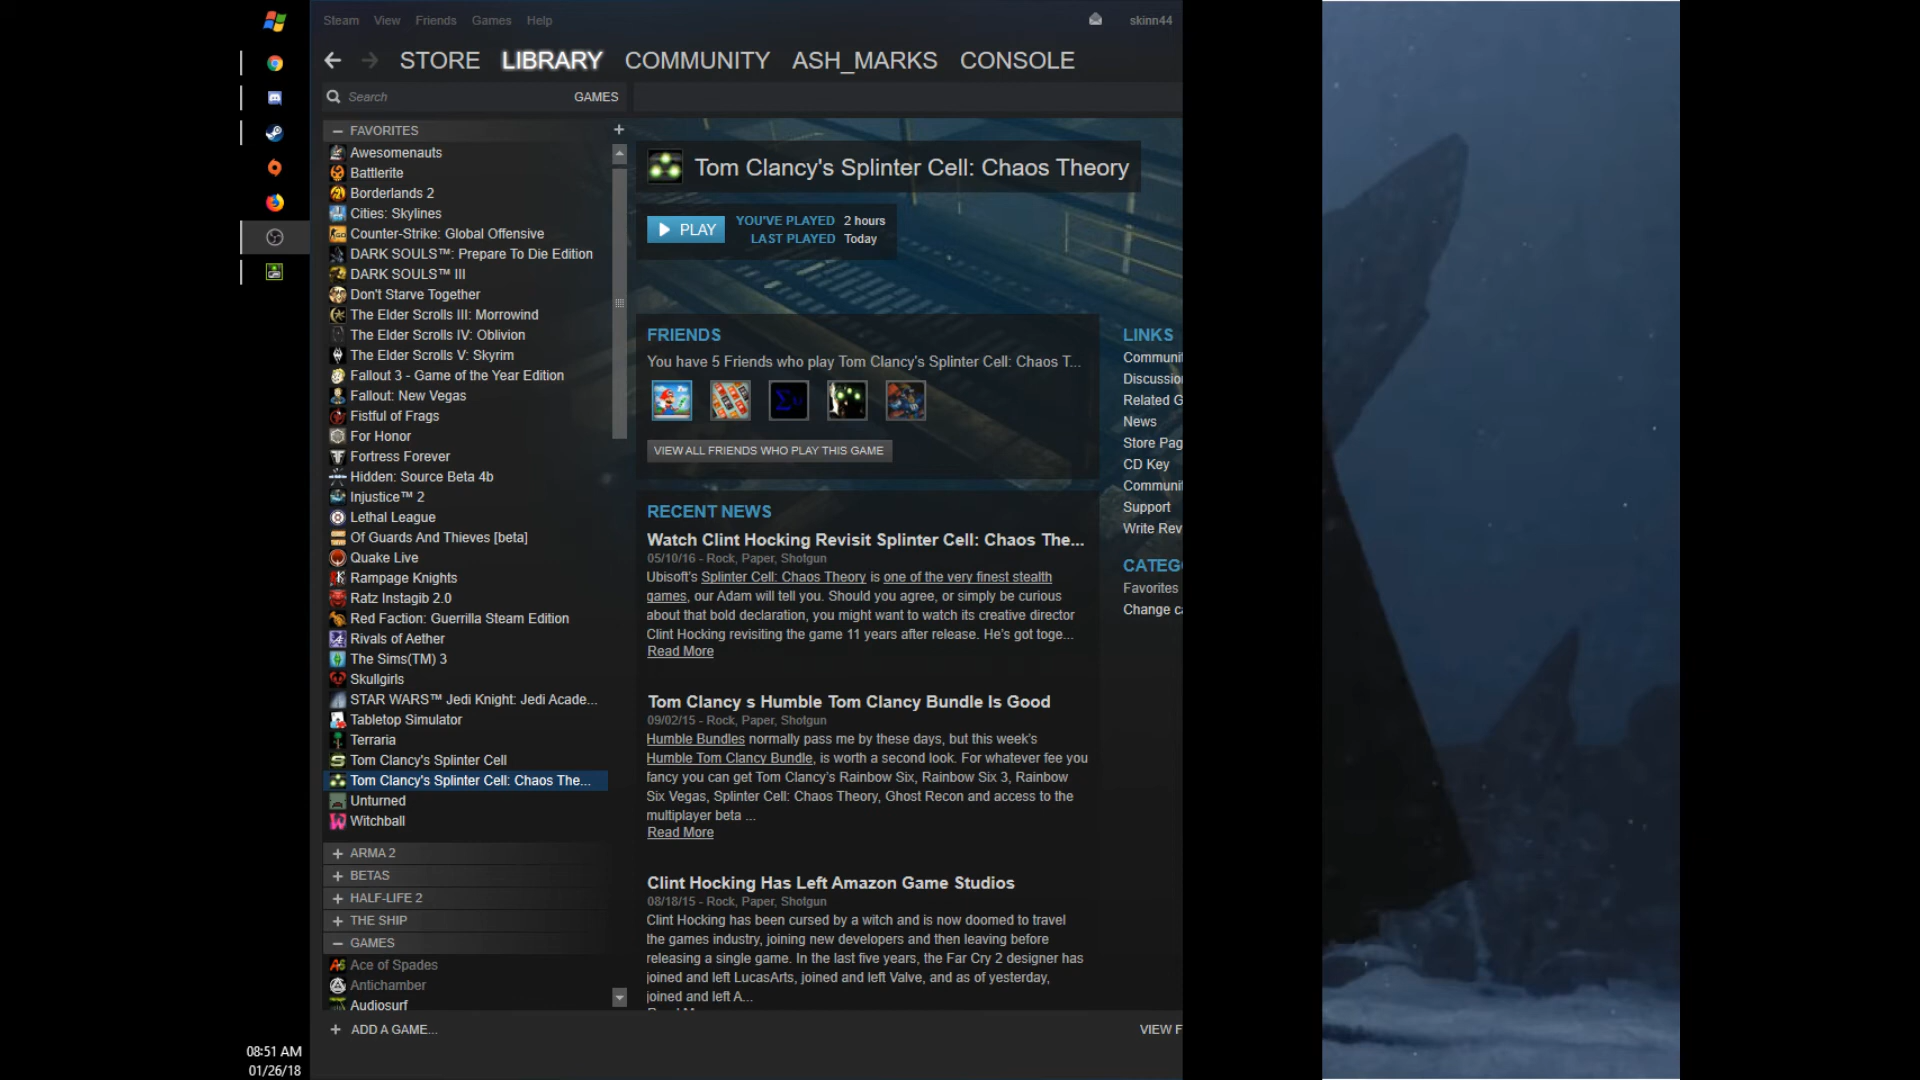 Steam View Friends Games Help
skinn44
STORE LIBRARY COMMUNITY ASH_MARKS CONSOLE
Search
GAMES
FAVORITES
Awesomenauts
Battlerite
Borderlands 2
Cities: Skylines
Counter-Strike: Global Offensive
DARK SOULS™: Prepare To Die Edition
DARK SOULS™ III
Don't Starve Together
The Elder Scrolls III: Morrowind
The Elder Scrolls IV: Oblivion
The Elder Scrolls V: Skyrim
Fallout 3 - Game of the Year Edition
Fallout: New Vegas
Fistful of Frags
For Honor
Fortress Forever
Hidden: Source Beta 4b
Injustice™ 2
Lethal League
Of Guards And Thieves [beta]
Quake Live
Rampage Knights
Ratz Instagib 2.0
Red Faction: Guerrilla Steam Edition
Rivals of Aether
The Sims(TM) 3
Skullgirls
STAR WARS™ Jedi Knight: Jedi Acade...
Tabletop Simulator
Terraria
Tom Clancy's Splinter Cell
Tom Clancy's Splinter Cell: Chaos The...
Unturned
Witchball
ARMA 2
BETAS
HALF-LIFE 2
THE SHIP
GAMES
Ace of Spades
Antichamber
Audiosurf
ADD A GAME...
Tom Clancy's Splinter Cell: Chaos Theory
PLAY
YOU'VE PLAYED 2 hours
LAST PLAYED Today
FRIENDS
You have 5 Friends who play Tom Clancy's Splinter Cell: Chaos T...
VIEW ALL FRIENDS WHO PLAY THIS GAME
RECENT NEWS
Watch Clint Hocking Revisit Splinter Cell: Chaos The...
05/10/16 - Rock, Paper, Shotgun
Ubisoft's Splinter Cell: Chaos Theory is one of the very finest stealth
games, our Adam will tell you. Should you agree, or simply be curious
about that bold declaration, you might want to watch its creative director
Clint Hocking revisiting the game 11 years after release. He's got toge...
Read More
Tom Clancy s Humble Tom Clancy Bundle Is Good
09/02/15 - Rock, Paper, Shotgun
Humble Bundles normally pass me by these days, but this week's
Humble Tom Clancy Bundle, is worth a second look. For whatever fee you
fancy you can get Tom Clancy's Rainbow Six, Rainbow Six 3, Rainbow
Six Vegas, Splinter Cell: Chaos Theory, Ghost Recon and access to the
multiplayer beta ...
Read More
Clint Hocking Has Left Amazon Game Studios
08/18/15 - Rock, Paper, Shotgun
Clint Hocking has been cursed by a witch and is now doomed to travel
the games industry, joining new developers and then leaving before
releasing a single game. In the last five years, the Far Cry 2 designer has
joined and left LucasArts, joined and left Valve, and as of yesterday,
joined and left A...
LINKS
Communit
Discussio
Related G
News
Store Pag
CD Key
Communi
Support
Write Rev
CATEG
Favorites
Change c
VIEW F
08:51 AM
01/26/18